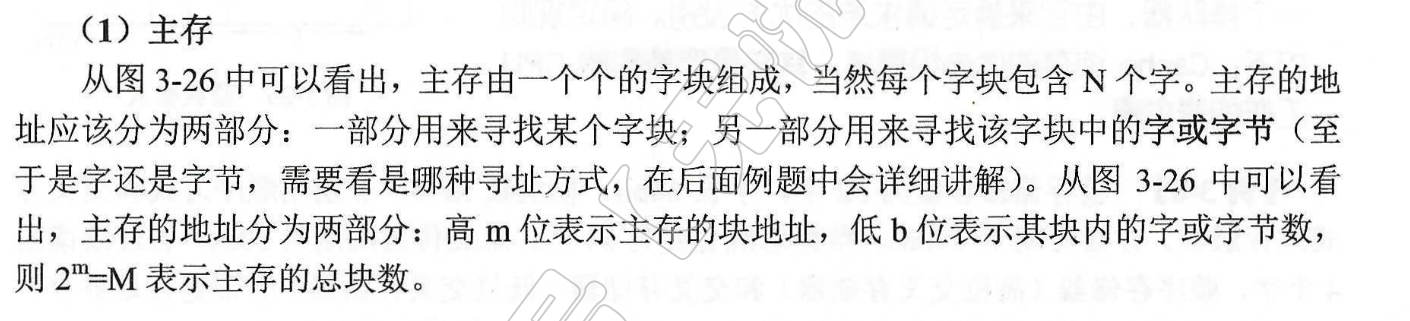 （1）主存
从图 3-26 中可以看出，主存由一个个的字块组成，当然每个字块包含 N 个字。主存的地
址应该分为两部分：一部分用来寻找某个字块；另一部分用来寻找该字块中的字或字节（至
于是字还是字节，需要看是哪种寻址方式，在后面例题中会详细讲解）。从图 3-26 中可以看
出，主存的地址分为两部分：高 m 位表示主存的块地址，低 b 位表示其块内的字或字节数，
则 2ᵐ=M 表示主存的总块数。